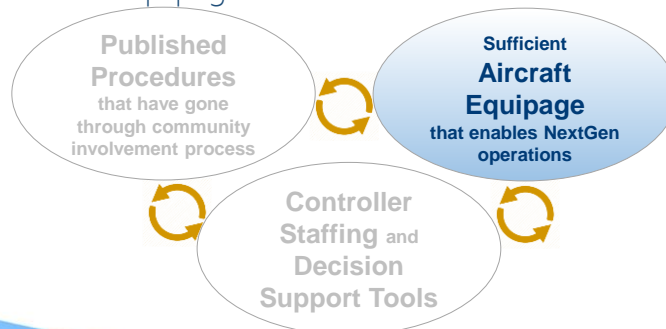 Published
Procedures
that have gone
through community
involvement process
Sufficient
Aircraft
Equipage
that enables NextGen
operations
Controller
Staffing and
Decision
Support Tools